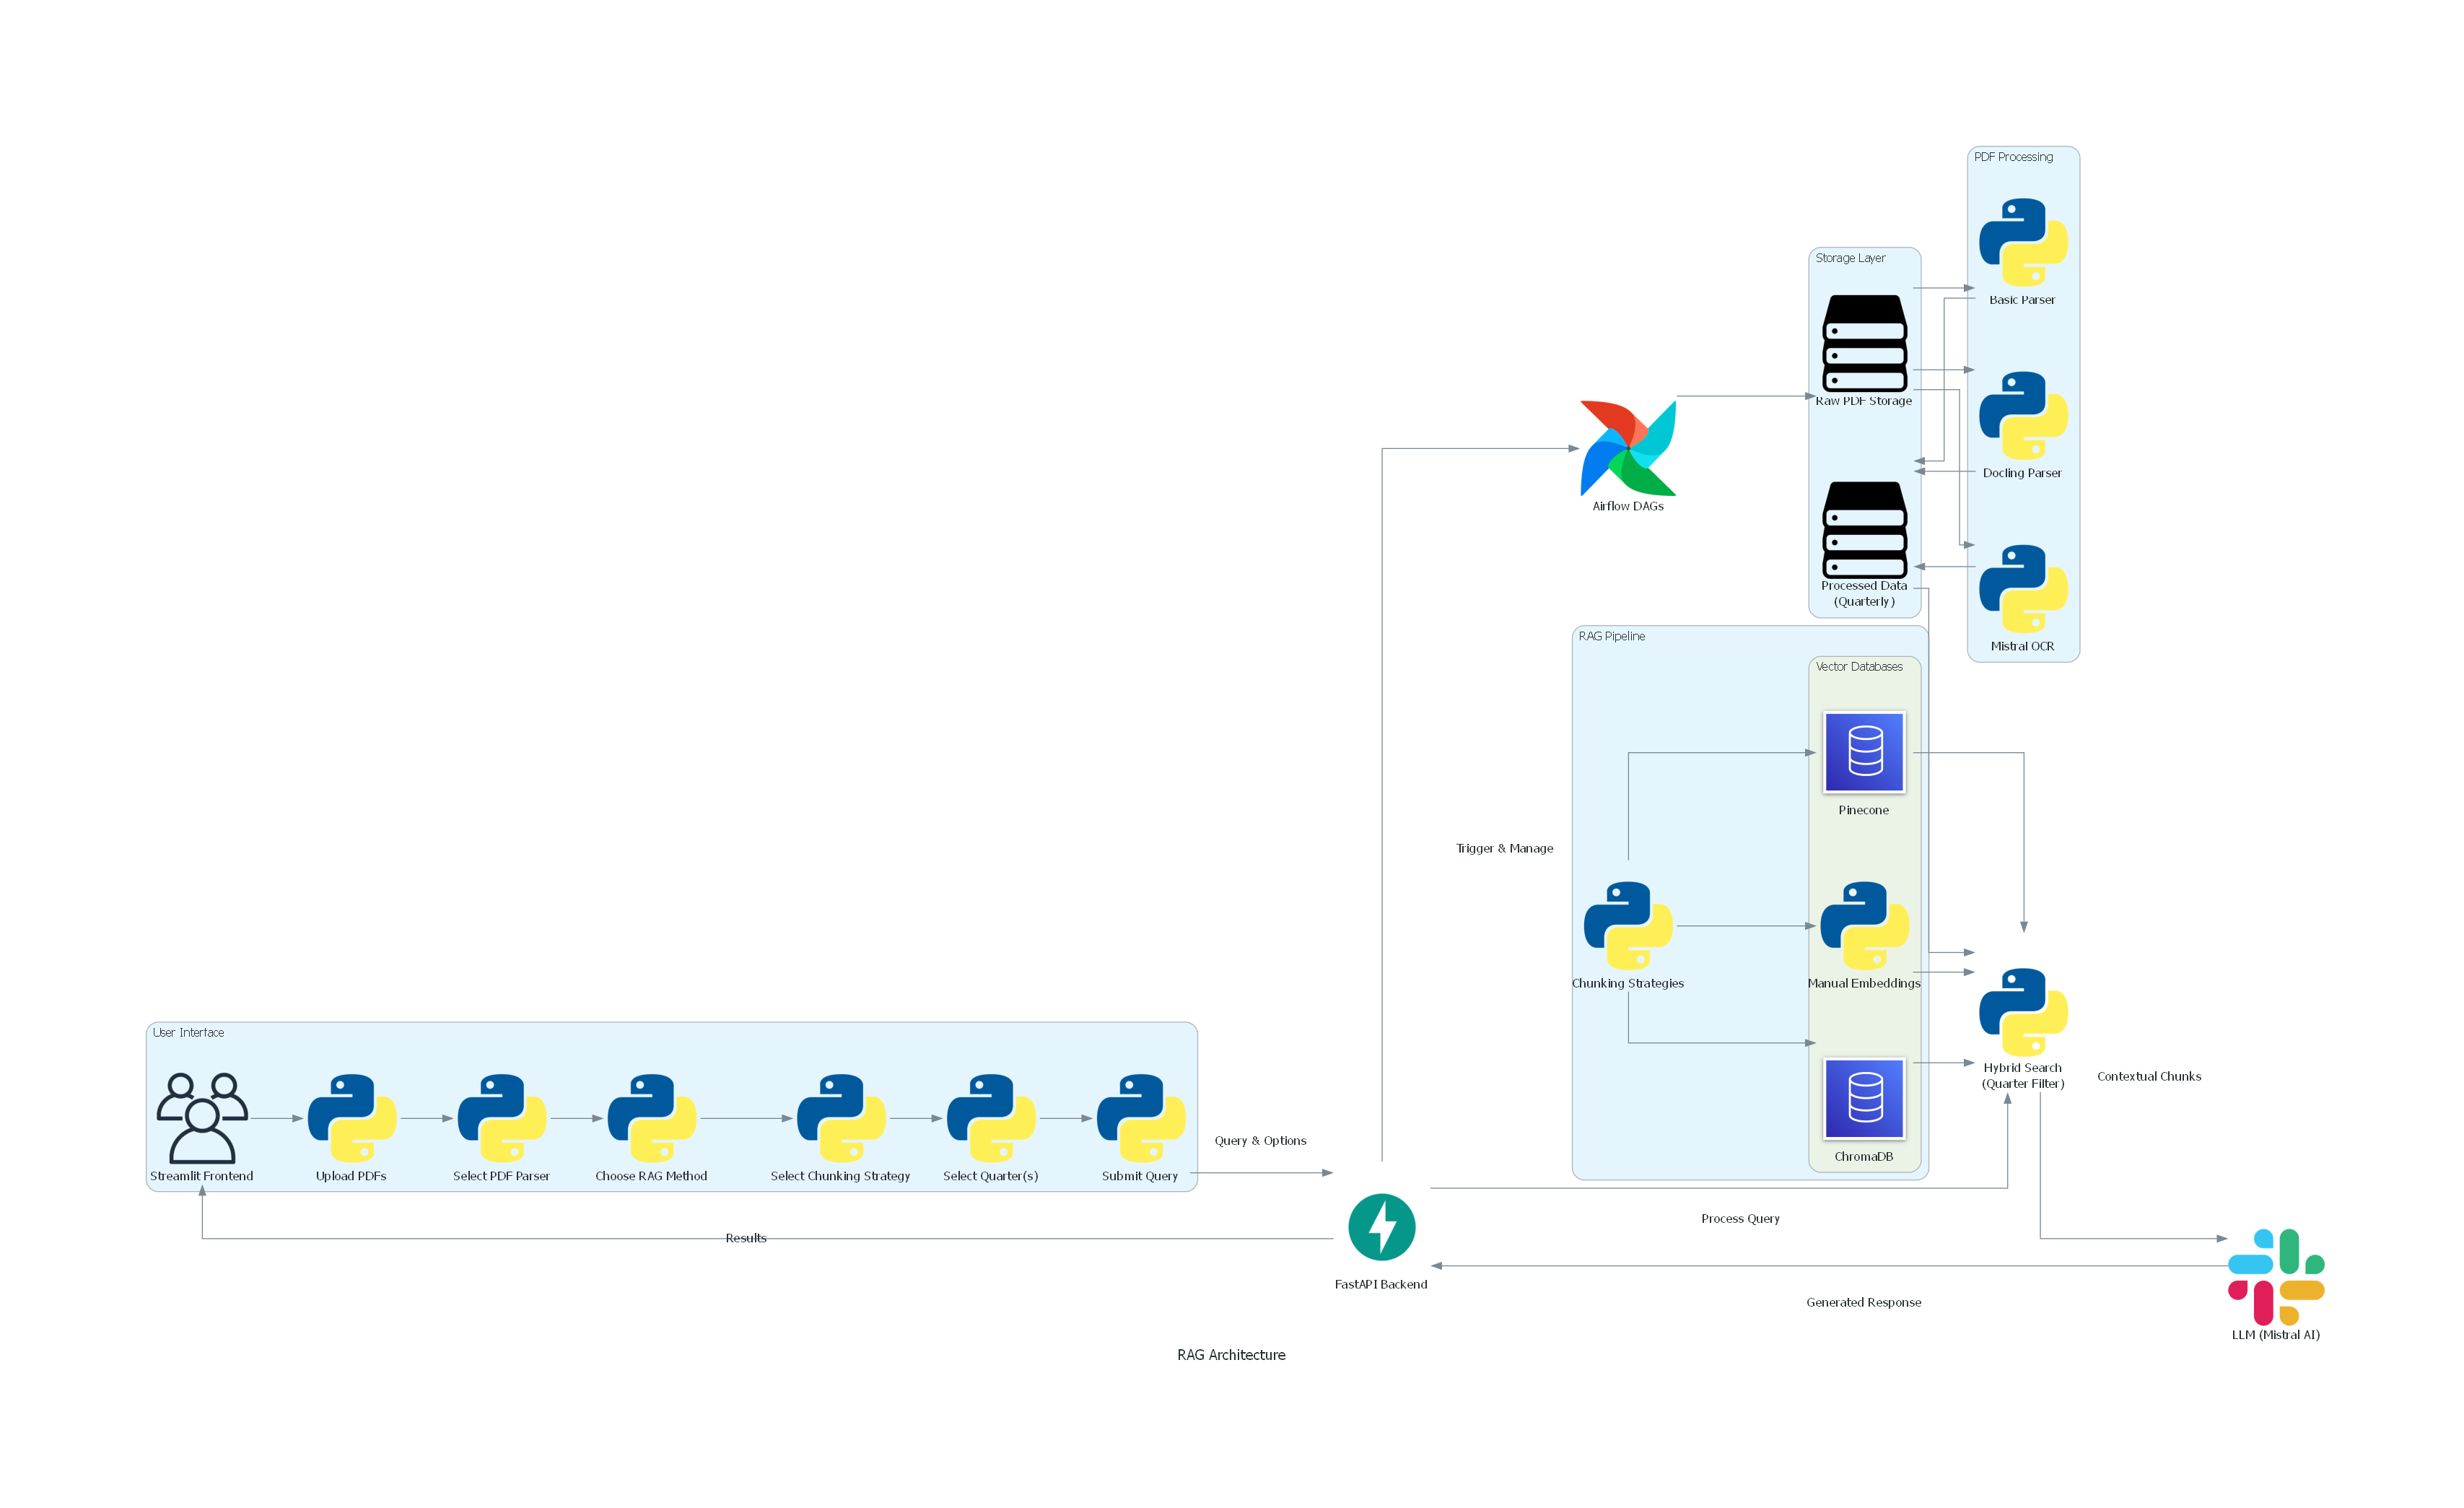 PDF Processing
Basic Parser
Docling Parser
Mistral OCR
Storage Layer
Raw PDF Storage
Processed Data
(Quarterly)
Airflow DAGs
RAG Pipeline
Vector Databases
Pinecone
Trigger & Manage
Chunking Strategies
Manual Embeddings
ChromaDB
Hybrid Search
(Quarter Filter)
Contextual Chunks
User Interface
Streamlit Frontend
Upload PDFs
Select PDF Parser
Choose RAG Method
Select Chunking Strategy
Select Quarter(s)
Submit Query
Query & Options
Results
FastAPI Backend
Process Query
Generated Response
LLM (Mistral AI)
RAG Architecture